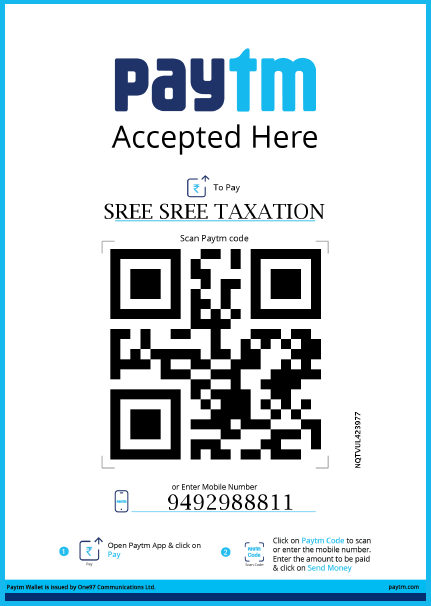 paytm
Accepted Here
₹ To Pay
SREE SREE TAXATION
Scan Paytm code
NQTVUL423977
or Enter Mobile Number
9492988811
1
₹
Pay
Open Paytm App & click on
Pay
2
Paytm
Code
Scan Code
Click on Paytm Code to scan
or enter the mobile number.
Enter the amount to be paid
& click on Send Money
Paytm Wallet is issued by One97 Communications Ltd.
paytm.com